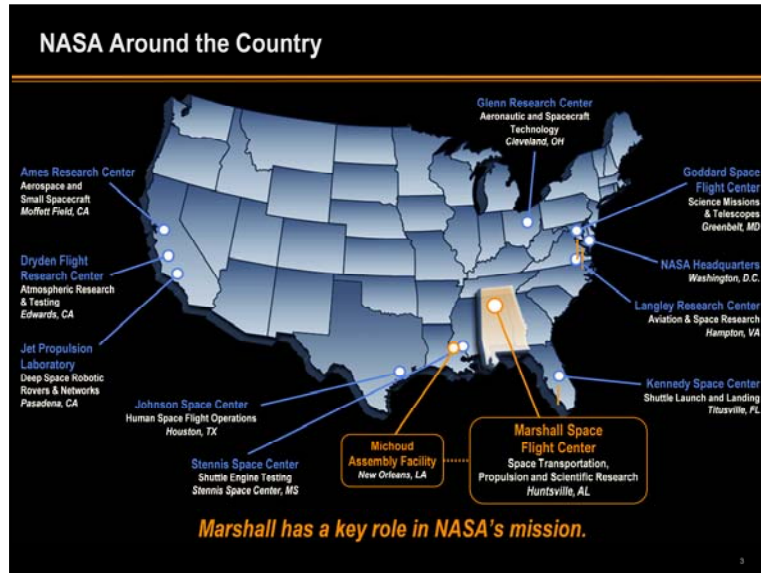 NASA Around the Country
Glenn Research Center
Aeronautic and Spacecraft
Technology
Cleveland, OH
Ames Research Center
Aerospace and
Small Spacecraft
Moffett Field, CA
Goddard Space
Flight Center
Science Missions
& Telescopes
Greenbelt, MD
Dryden Flight
Research Center
Atmospheric Research
& Testing
Edwards, CA
NASA Headquarters
Washington, D.C.
Langley Research Center
Aviation & Space Research
Hampton, VA
Jet Propulsion
Laboratory
Deep Space Robotic
Rovers & Networks
Pasadena, CA
Kennedy Space Center
Shuttle Launch and Landing
Titusville, FL
Johnson Space Center
Human Space Flight Operations
Houston, TX
Stennis Space Center
Shuttle Engine Testing
Stennis Space Center, MS
Michoud
Assembly Facility
New Orleans, LA
Marshall Space
Flight Center
Space Transportation,
Propulsion and Scientific Research
Huntsville, AL
Marshall has a key role in NASA's mission.
3